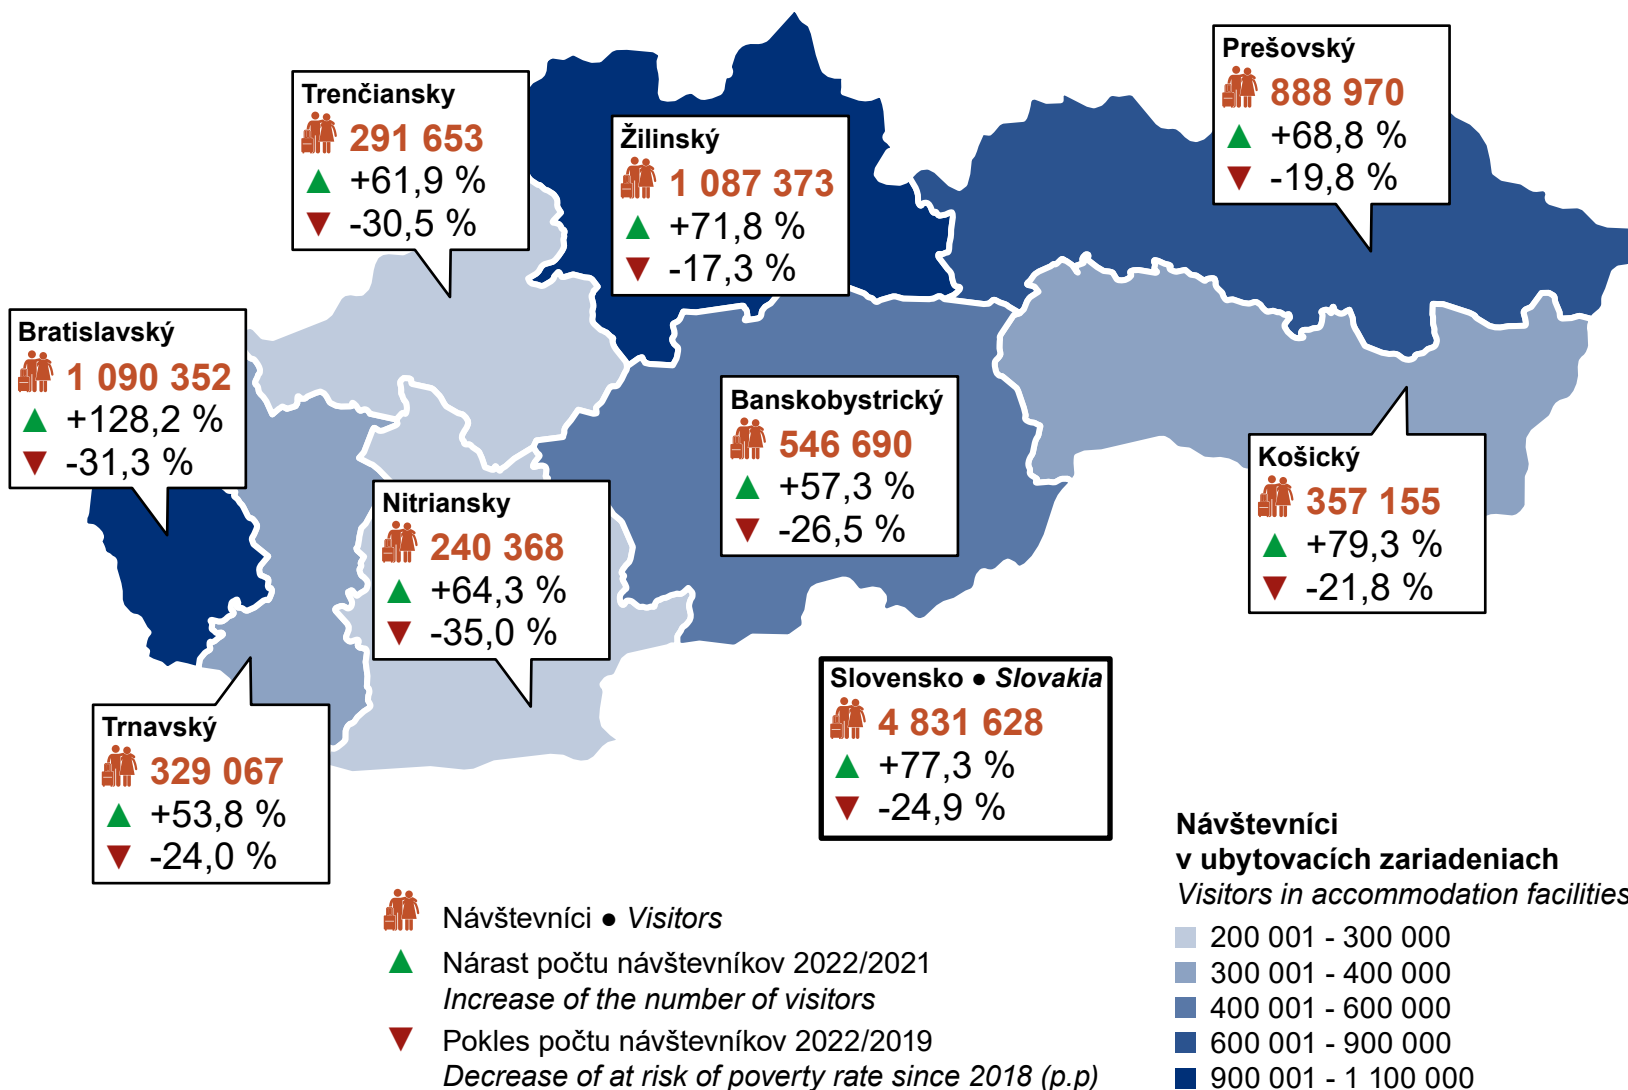 Trenčiansky
291 653
+61,9 %
-30,5 %
Žilinský
1 087 373
+71,8 %
-17,3 %
Prešovský
888 970
+68,8 %
-19,8 %
Bratislavský
1 090 352
+128,2 %
-31,3 %
Banskobystrický
546 690
+57,3 %
-26,5 %
Košický
357 155
+79,3 %
-21,8 %
Nitriansky
240 368
+64,3 %
-35,0 %
Trnavský
329 067
+53,8 %
-24,0 %
Slovensko ● Slovakia
4 831 628
+77,3 %
-24,9 %
Návštevníci ● Visitors
Nárast počtu návštevníkov 2022/2021
Increase of the number of visitors
Pokles počtu návštevníkov 2022/2019
Decrease of at risk of poverty rate since 2018 (p.p)
Návštevníci
v ubytovacích zariadeniach
Visitors in accommodation facilities
200 001 - 300 000
300 001 - 400 000
400 001 - 600 000
600 001 - 900 000
900 001 - 1 100 000